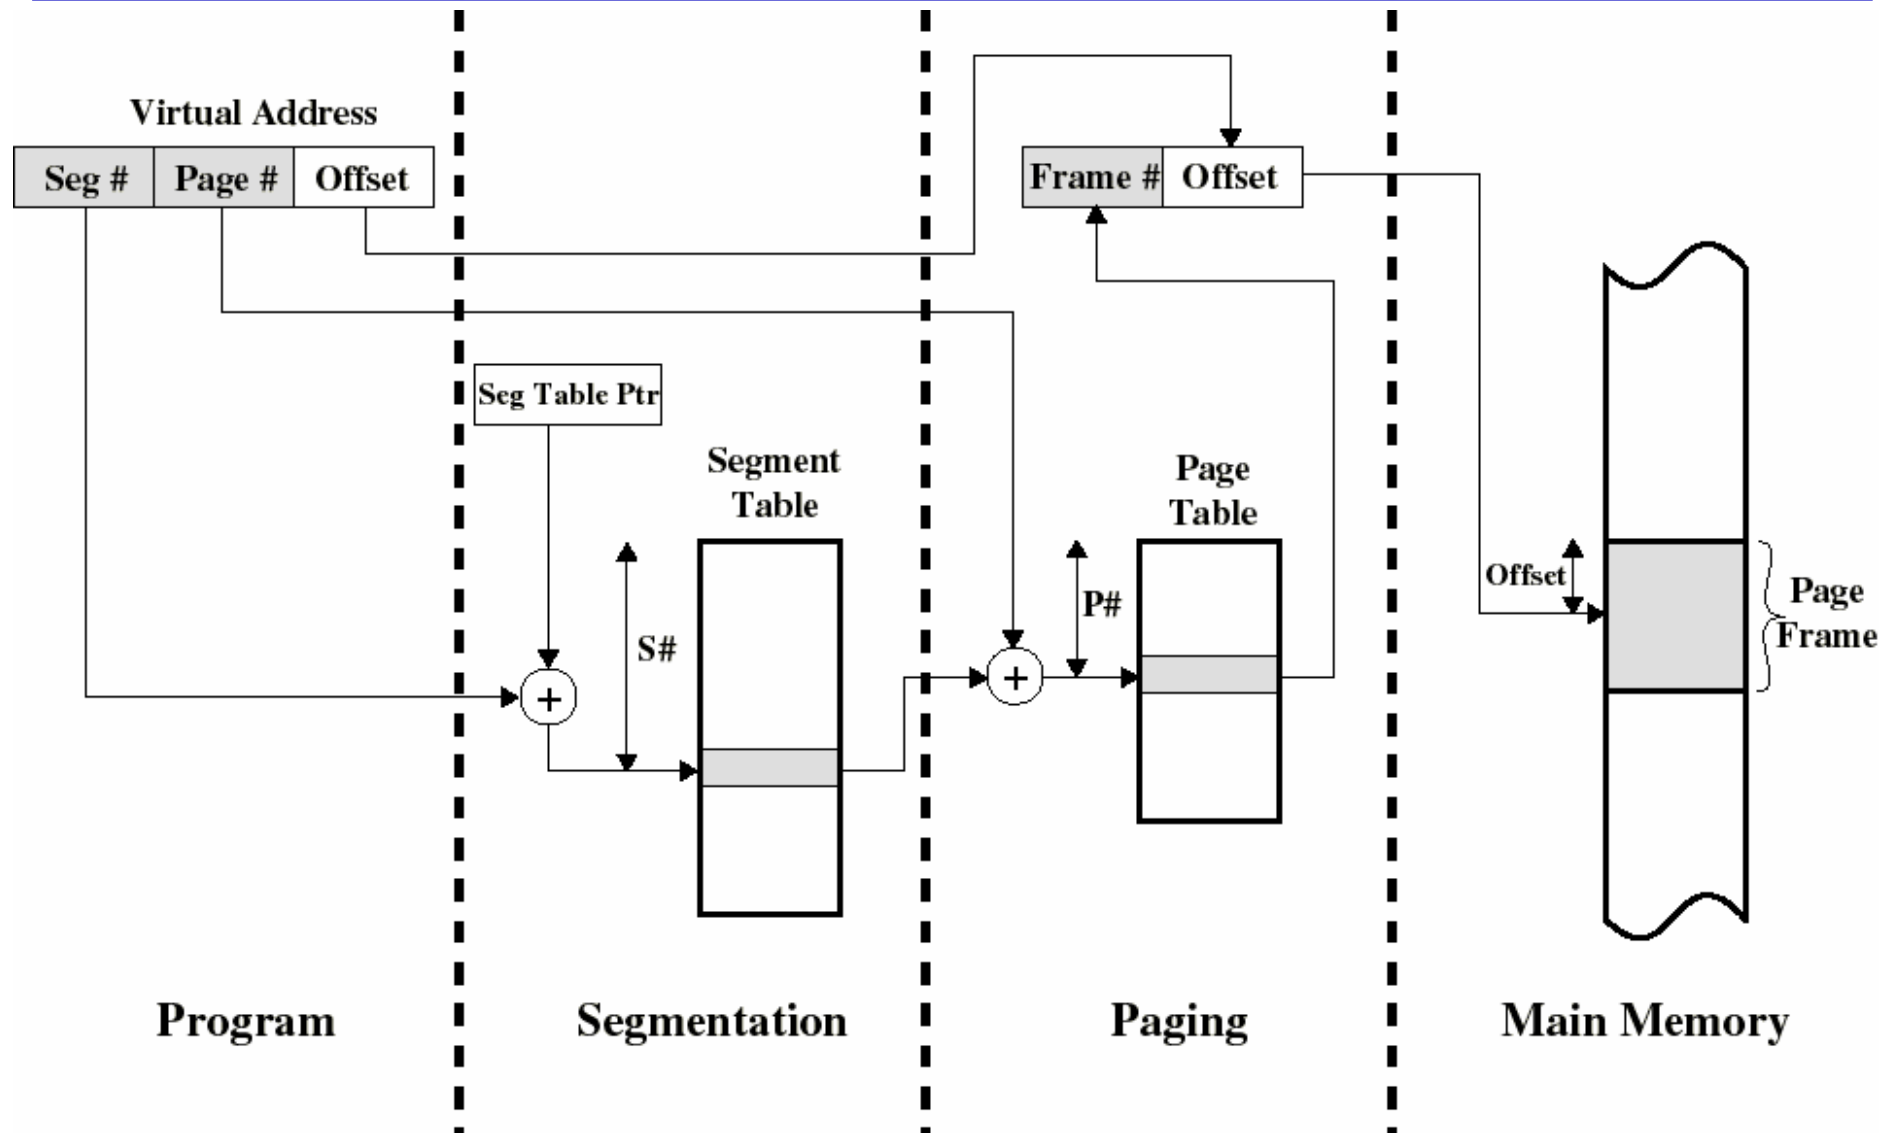 Virtual Address
Seg #
Page #
Offset
Frame #
Offset
Seg Table Ptr
Segment
Table
Page
Table
S#
P#
+
+
Offset
Page
Frame
Program
Segmentation
Paging
Main Memory